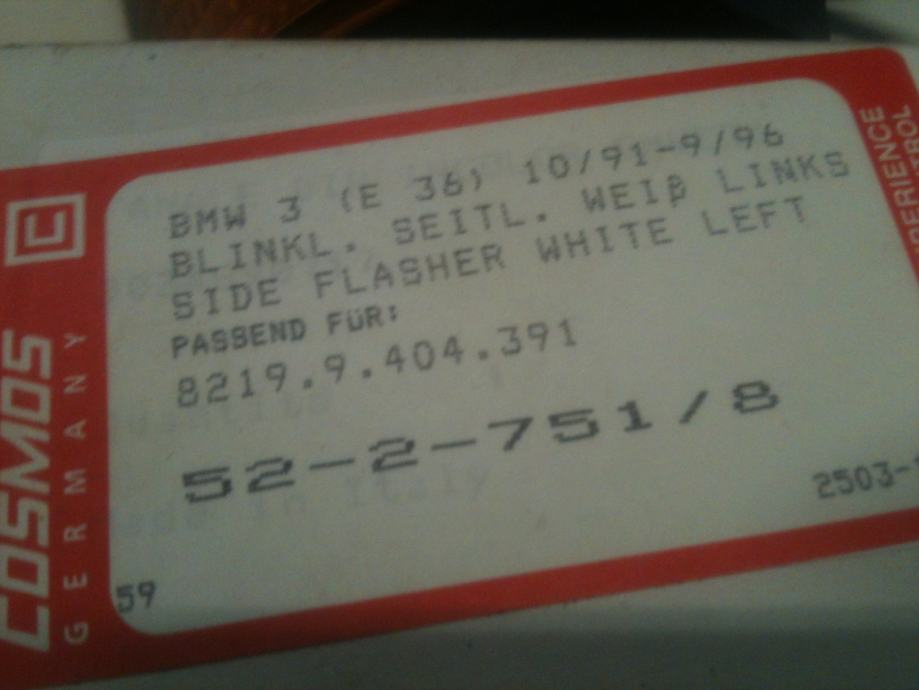 BMW 3 (E 36) 10/91-9/96
BLINKL. SEITL. WEIß LINKS
SIDE FLASHER WHITE LEFT
PASSEND FÜR:
8219.9.404.391
52-2-751/8
2503-
59
COSMOS
GERMANY
C